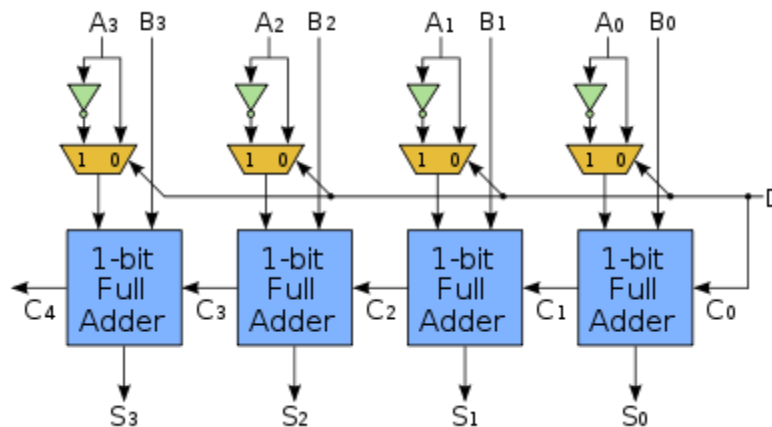 A3 B3 A2 B2 A1 B1 A0 B0
1 0 1 0 1 0 1 0
D
1-bit Full Adder
1-bit Full Adder
1-bit Full Adder
1-bit Full Adder
C4 C3 C2 C1 C0
S3 S2 S1 S0